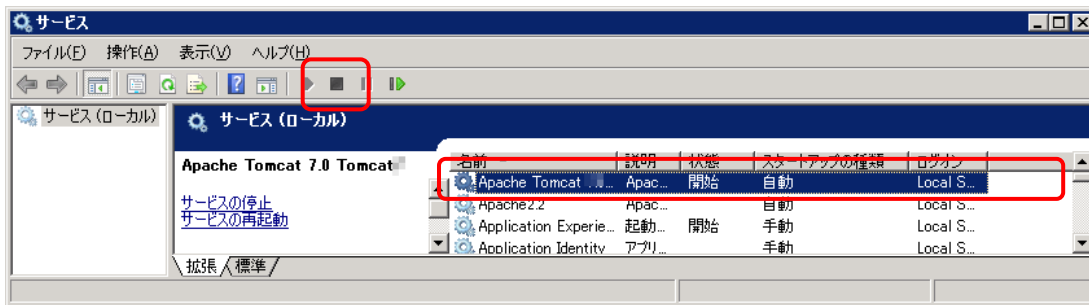 サービス
ファイル(F) 操作(A) 表示(V) ヘルプ(H)
サービス (ローカル)
サービス (ローカル)
Apache Tomcat 7.0 Tomcat
サービスの停止
サービスの再起動
名前 説明 状態 スタートアップの種類 ログオン
Apache Tomcat Apac... 開始 自動 Local S...
Apache2.2 Apac... 自動 Local S...
Application Experie... 起動... 開始 手動 Local S...
Application Identity アプリ... 手動 Local S...
拡張 標準